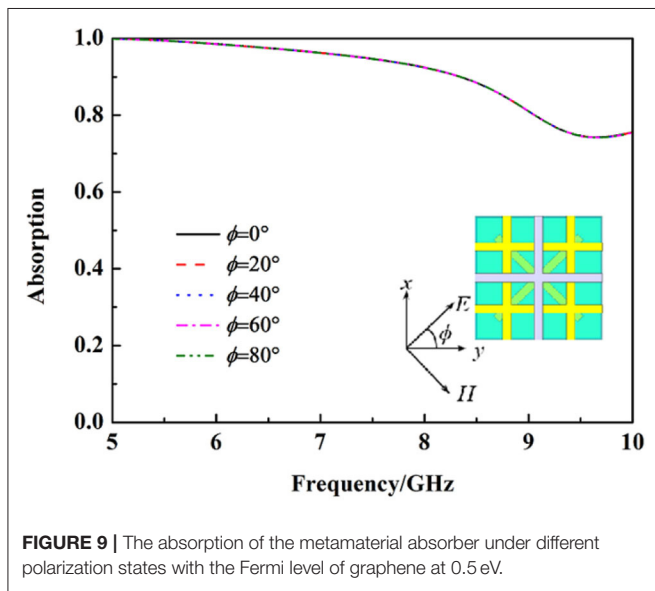 1.0
0.8
0.6
0.4
0.2
0.0
Absorption
ϕ=0°
ϕ=20°
ϕ=40°
ϕ=60°
ϕ=80°
x
E
ϕ
y
H
5 6 7 8 9 10
Frequency/GHz
FIGURE 9 | The absorption of the metamaterial absorber under different
polarization states with the Fermi level of graphene at 0.5 eV.